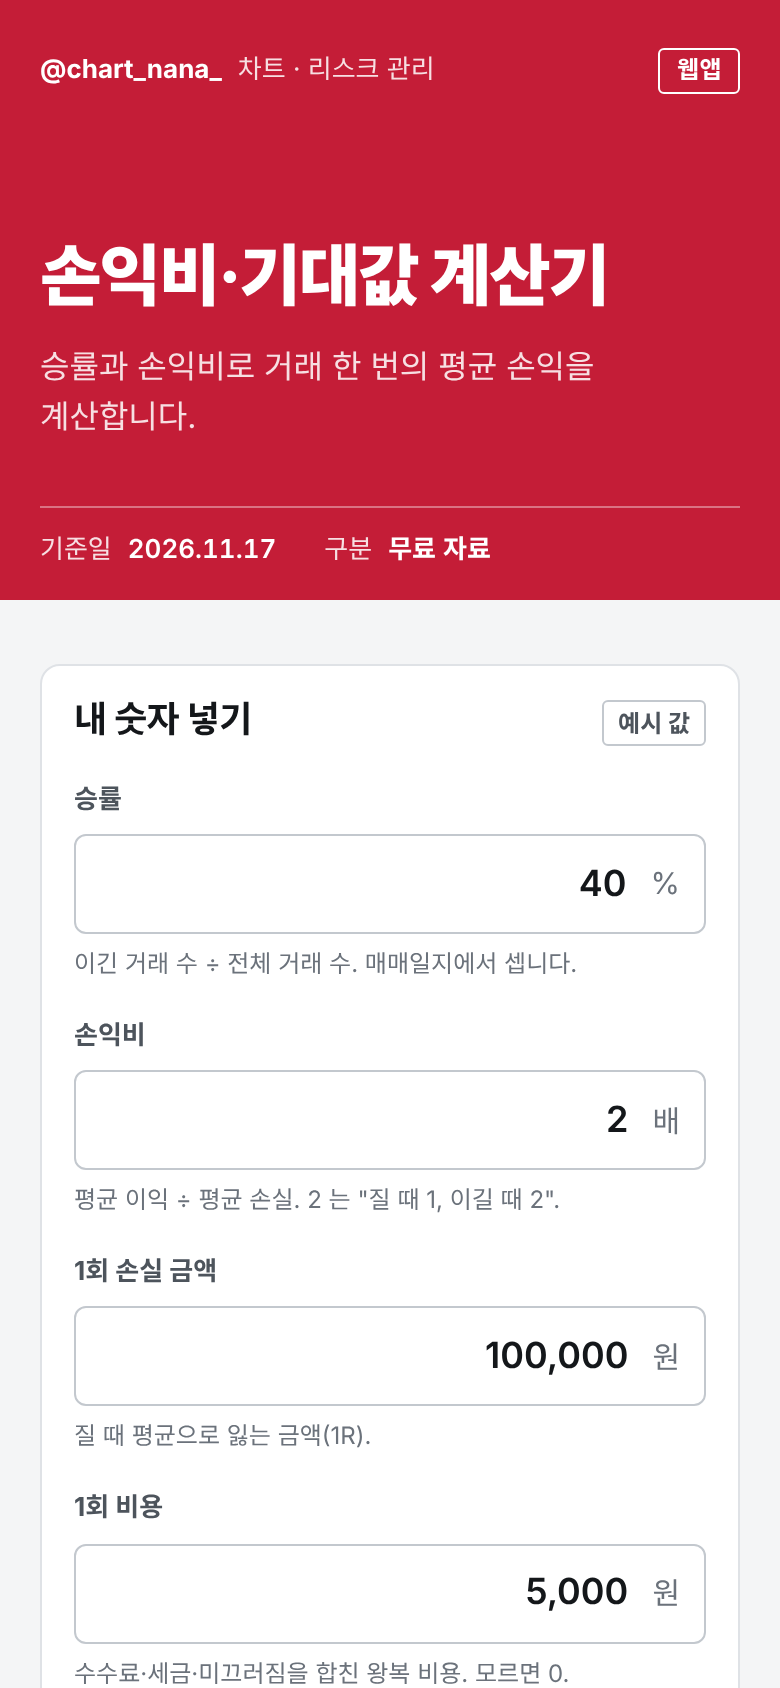 @chart_nana_ 차트 · 리스크 관리
웹앱
손익비·기대값 계산기
승률과 손익비로 거래 한 번의 평균 손익을
계산합니다.
기준일 2026.11.17 구분 무료 자료
내 숫자 넣기
예시 값
승률
40 %
이긴 거래 수 ÷ 전체 거래 수. 매매일지에서 셉니다.
손익비
2 배
평균 이익 ÷ 평균 손실. 2 는 "질 때 1, 이길 때 2".
1회 손실 금액
100,000 원
질 때 평균으로 잃는 금액(1R).
1회 비용
5,000 원
수수료·세금·미끄러짐을 합친 왕복 비용. 모르면 0.